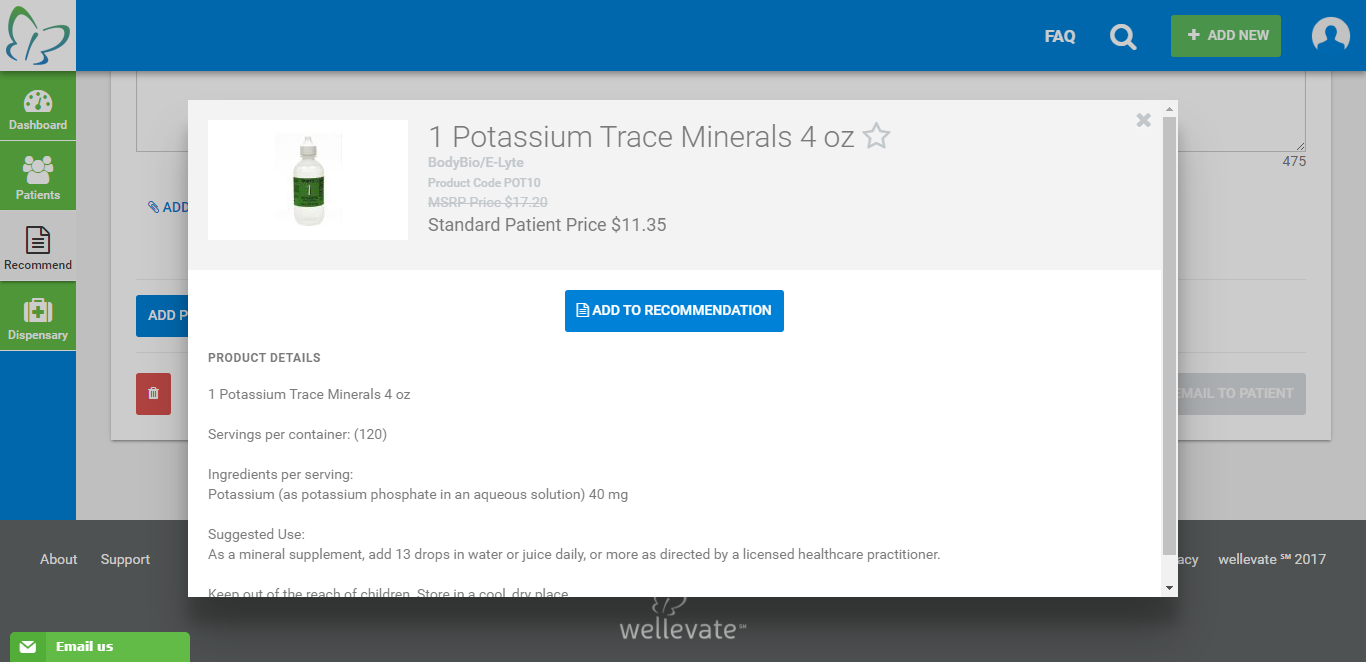 FAQ
ADD NEW
Dashboard
Patients
Recommend
Dispensary
475
ADD
ADD P
EMAIL TO PATIENT
1 Potassium Trace Minerals 4 oz
BodyBio/E-Lyte
Product Code POT10
MSRP Price $17.20
Standard Patient Price $11.35
1
ADD TO RECOMMENDATION
PRODUCT DETAILS
1 Potassium Trace Minerals 4 oz
Servings per container: (120)
Ingredients per serving:
Potassium (as potassium phosphate in an aqueous solution) 40 mg
Suggested Use:
As a mineral supplement, add 13 drops in water or juice daily, or more as directed by a licensed healthcare practitioner.
Keep out of the reach of children. Store in a cool, dry place.
About Support
acy wellevate ℠ 2017
wellevate℠
Email us